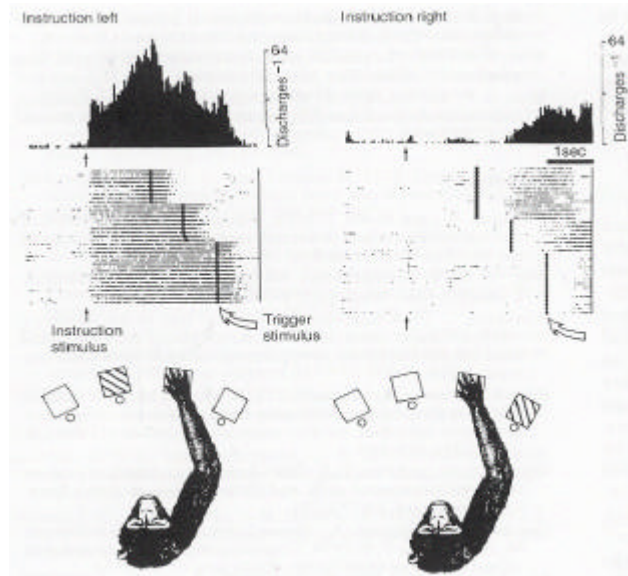 Instruction left
Instruction right
64
Discharges -1
64
Discharges -1
1sec
Instruction
stimulus
Trigger
stimulus